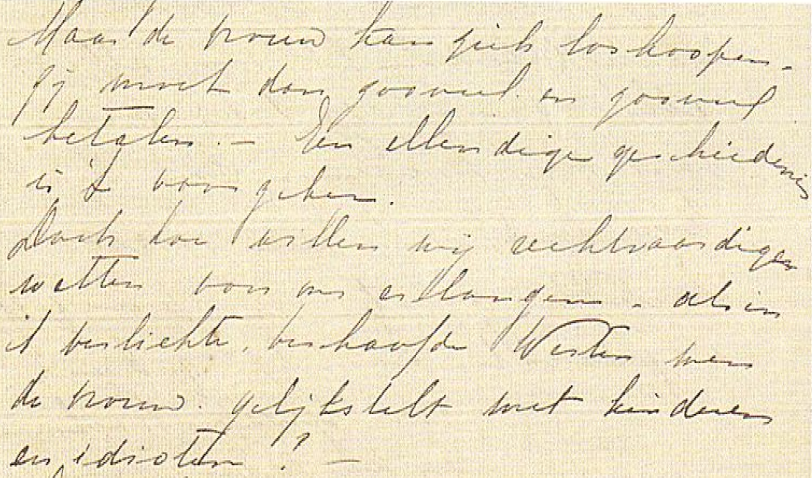 Maar de vrouw kan zich loskoopen.
Zij moet dan zooveel en zooveel
betalen. – Een ellendige geschiedenis
is 't voor
Doch hoe willen wij rechtvaardiger
wetten voor ons erlangen – als in
't verlichte, beschaafde Westen men
de vrouw gelijkstelt met kinderen
en idioten! –